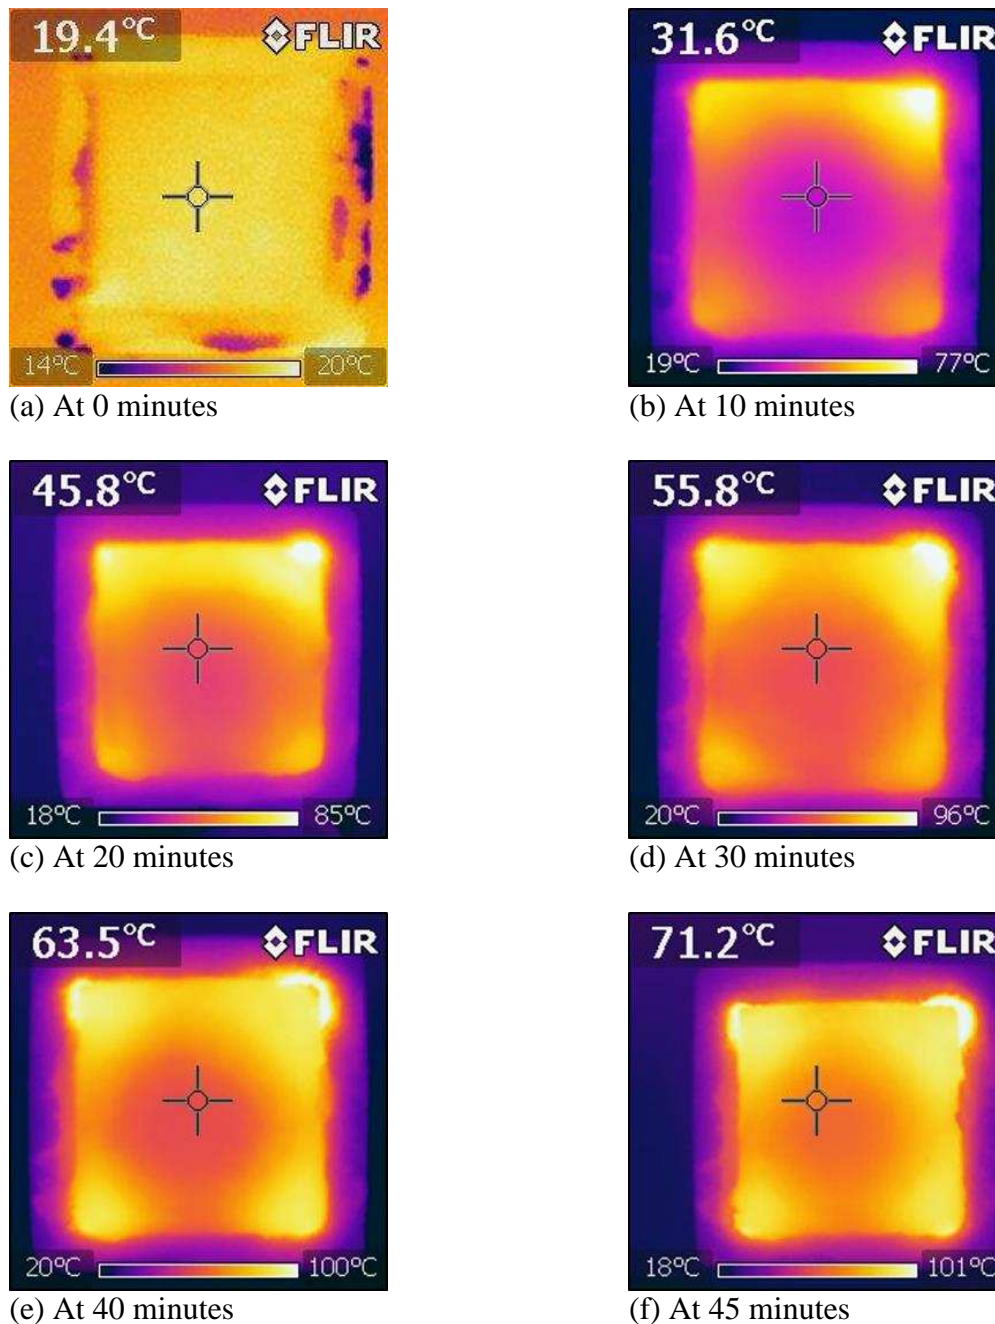 19.4°C FLIR
14°C 20°C
(a) At 0 minutes
31.6°C FLIR
19°C 77°C
(b) At 10 minutes
45.8°C FLIR
18°C 85°C
(c) At 20 minutes
55.8°C FLIR
20°C 96°C
(d) At 30 minutes
63.5°C FLIR
20°C 100°C
(e) At 40 minutes
71.2°C FLIR
18°C 101°C
(f) At 45 minutes